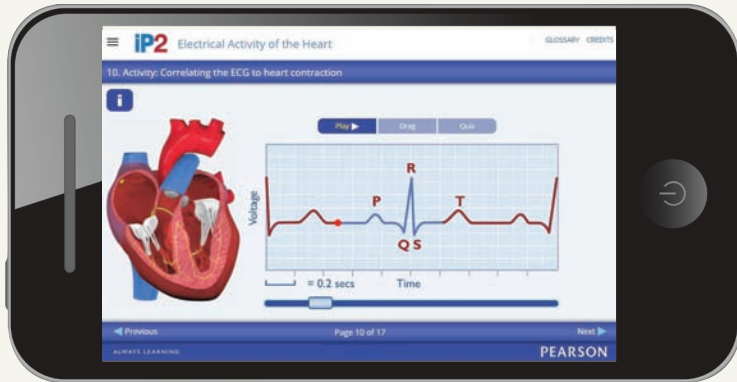 iP2 Electrical Activity of the Heart
GLOSSARY CREDITS
10. Activity: Correlating the ECG to heart contraction
i
Play Drag Quiz
R
P
T
Voltage
Q S
= 0.2 secs Time
Previous Page 10 of 17 Next
ALWAYS LEARNING PEARSON